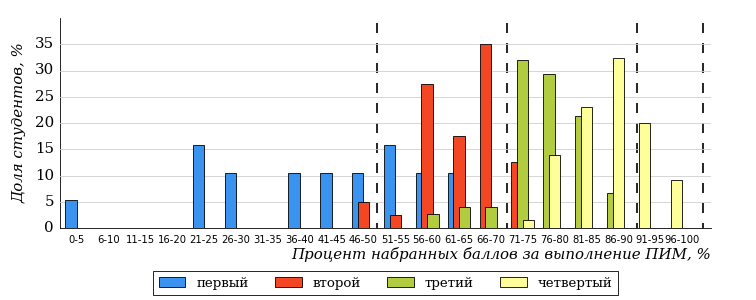 Доля студентов, %
35
30
25
20
15
10
5
0
0-5 6-10 11-15 16-20 21-25 26-30 31-35 36-40 41-45 46-50 51-55 56-60 61-65 66-70 71-75 76-80 81-85 86-90 91-95 96-100
Процент набранных баллов за выполнение ПИМ, %
первый второй третий четвертый